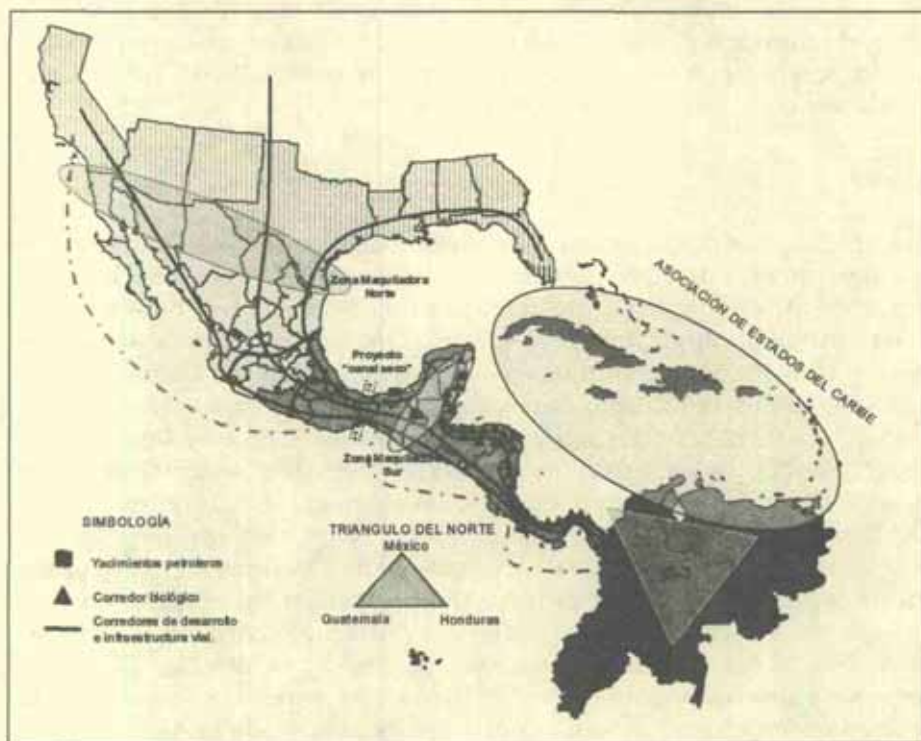 Zona Maquiladora
Norte
ASOCIACIÓN DE ESTADOS DEL CARIBE
Proyecto
"canal seco"
Zona Maquiladora
Sur
SIMBOLOGÍA
Yacimientos petroleros
Corredor biológico
Corredores de desarrollo
e infraestructura vial.
TRIANGULO DEL NORTE
México
Guatemala
Honduras